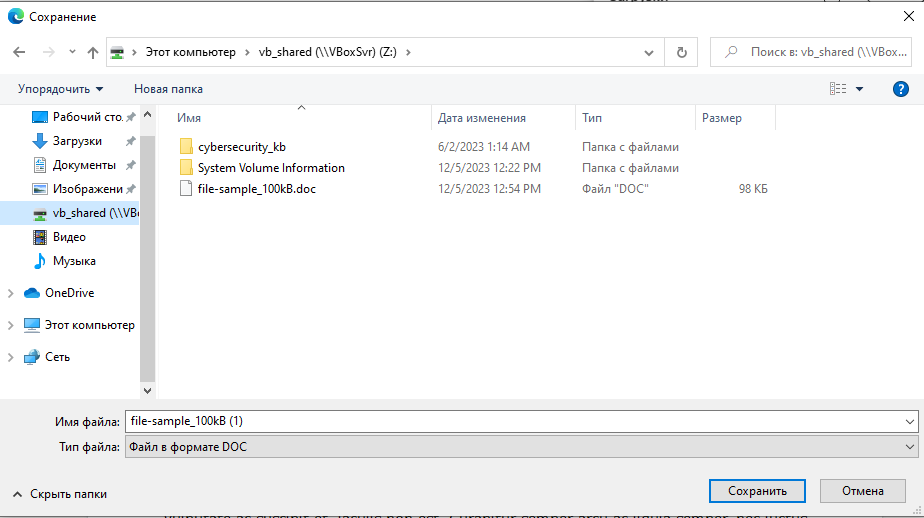 Сохранение
Этот компьютер vb_shared (\\VBoxSvr) (Z:)
Поиск в: vb_shared (\\VBox...
Упорядочить Новая папка
Имя Дата изменения Тип Размер
Рабочий сто.
Загрузки
Документы
Изображени
vb_shared (\\VB
Видео
Музыка
OneDrive
Этот компьютер
Сеть
cybersecurity_kb 6/2/2023 1:14 AM Папка с файлами
System Volume Information 12/5/2023 12:22 PM Папка с файлами
file-sample_100kB.doc 12/5/2023 12:54 PM Файл "DOC" 98 КБ
Имя файла: file-sample_100kB (1)
Тип файла: Файл в формате DOC
Скрыть папки
Сохранить Отмена